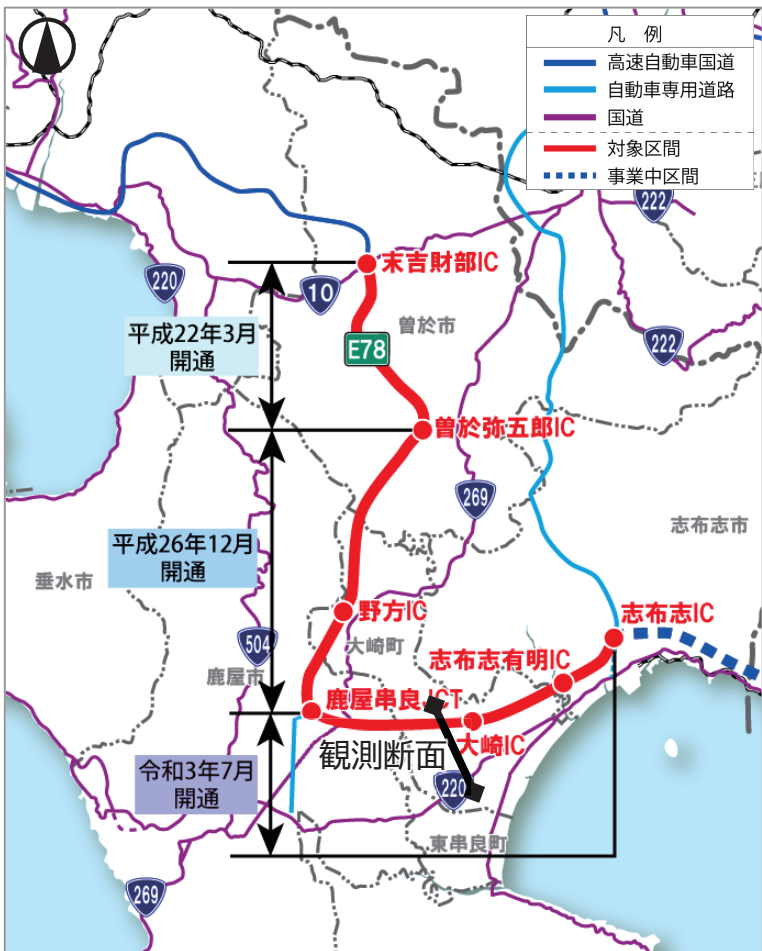 凡 例
高速自動車国道
自動車専用道路
国道
対象区間
事業中区間
222
末吉財部IC
220
10
曽於市
平成22年3月
開通
E78
222
曽於弥五郎IC
269
志布志市
平成26年12月
開通
垂水市
野方IC
志布志IC
大崎町
504
志布志有明IC
鹿屋市
鹿屋串良JCT
大崎IC
観測断面
令和3年7月
開通
220
東串良町
269